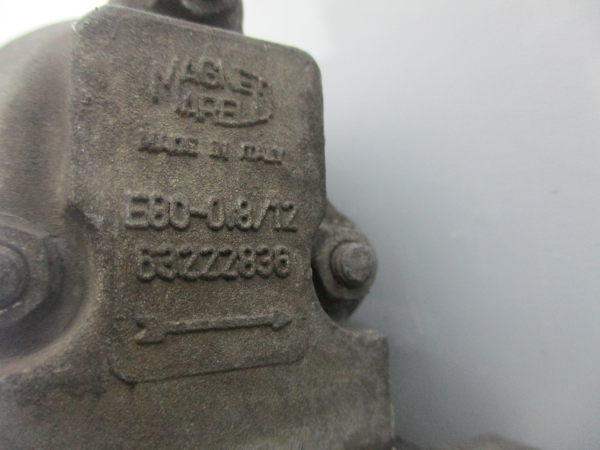 MAGNETI
MARELLI
MADE IN ITALY
E80-0.8/12
63222836